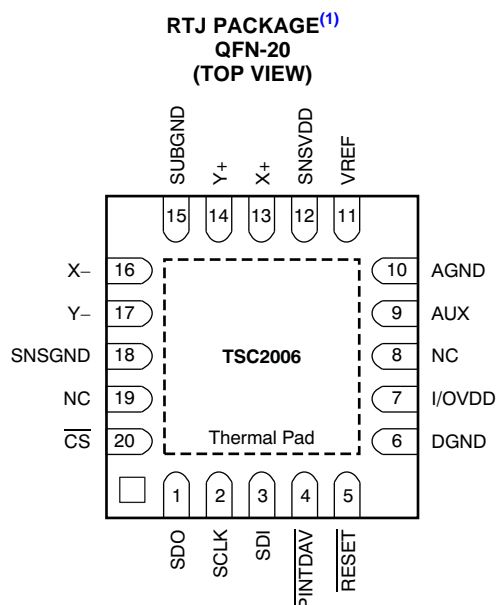 RTJ PACKAGE(1)
QFN-20
(TOP VIEW)
SUBGND
Y+
X+
SNSVDD
VREF
15
14
13
12
11
X–
16
10
AGND
Y–
17
9
AUX
SNSGND
18
TSC2006
8
NC
NC
19
7
I/OVDD
CS
20
Thermal Pad
6
DGND
1
2
3
4
5
SDO
SCLK
SDI
PINTDAV
RESET